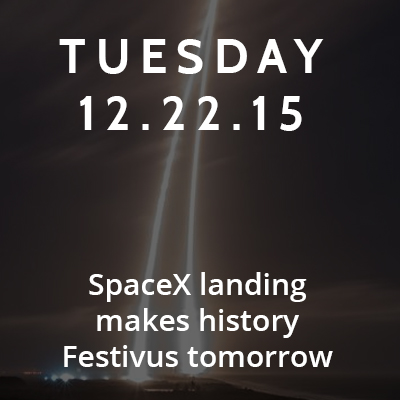 TUESDAY
12.22.15
SpaceX landing
makes history
Festivus tomorrow